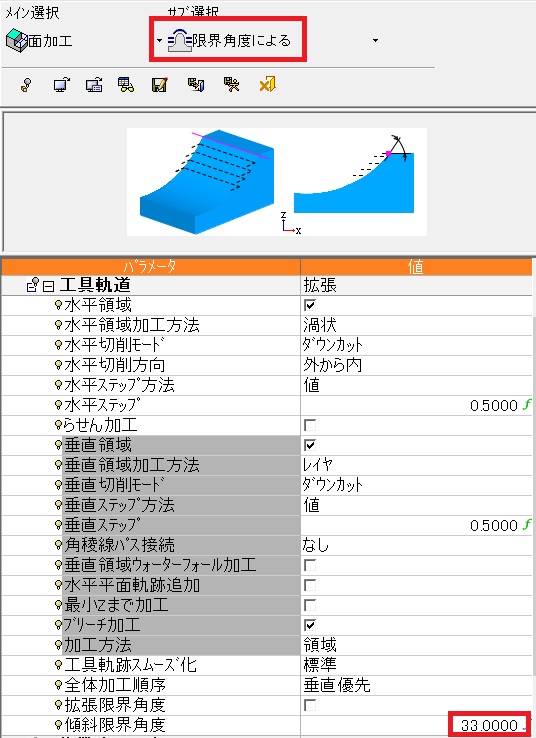 メイン選択 サブ選択
面加工 限界角度による
z
x
パラメータ 値
工具軌道 拡張
水平領域
水平領域加工方法 渦状
水平切削モード ダウンカット
水平切削方向 外から内
水平ステップ方法 値
水平ステップ 0.5000 f
らせん加工
垂直領域
垂直領域加工方法 レイヤ
垂直切削モード ダウンカット
垂直ステップ方法 値
垂直ステップ 0.5000 f
角稜線パス接続 なし
垂直領域ウォーターフォール加工
水平平面軌跡追加
最小Zまで加工
ブリーチ加工
加工方法 領域
工具軌跡スムーズ化 標準
全体加工順序 垂直優先
拡張限界角度
傾斜限界角度 33.0000